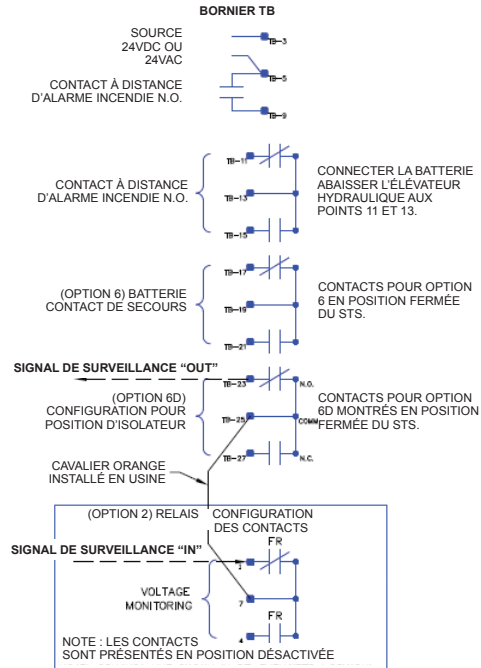 BORNIER TB
SOURCE
24VDC OU
24VAC
TB-3
TB-5
CONTACT À DISTANCE
D'ALARME INCENDIE N.O.
TB-9
TB-11
CONTACT À DISTANCE
D'ALARME INCENDIE N.O.
TB-13
TB-15
CONNECTER LA BATTERIE
ABAISSER L'ÉLÉVATEUR
HYDRAULIQUE AUX
POINTS 11 ET 13.
TB-17
(OPTION 6) BATTERIE
CONTACT DE SECOURS
TB-19
TB-21
CONTACTS POUR OPTION
6 EN POSITION FERMÉE
DU STS.
SIGNAL DE SURVEILLANCE "OUT"
TB-23
N.O.
(OPTION 6D)
CONFIGURATION POUR
POSITION D'ISOLATEUR
TB-25
COMM
TB-27
N.C.
CONTACTS POUR OPTION
6D MONTRÉS EN POSITION
FERMÉE DU STS.
CAVALIER ORANGE
INSTALLÉ EN USINE
(OPTION 2) RELAIS CONFIGURATION
DES CONTACTS
SIGNAL DE SURVEILLANCE "IN"
FR
1
VOLTAGE
MONITORING
7
FR
4
NOTE : LES CONTACTS
SONT PRÉSENTÉS EN POSITION DÉSACTIVÉE